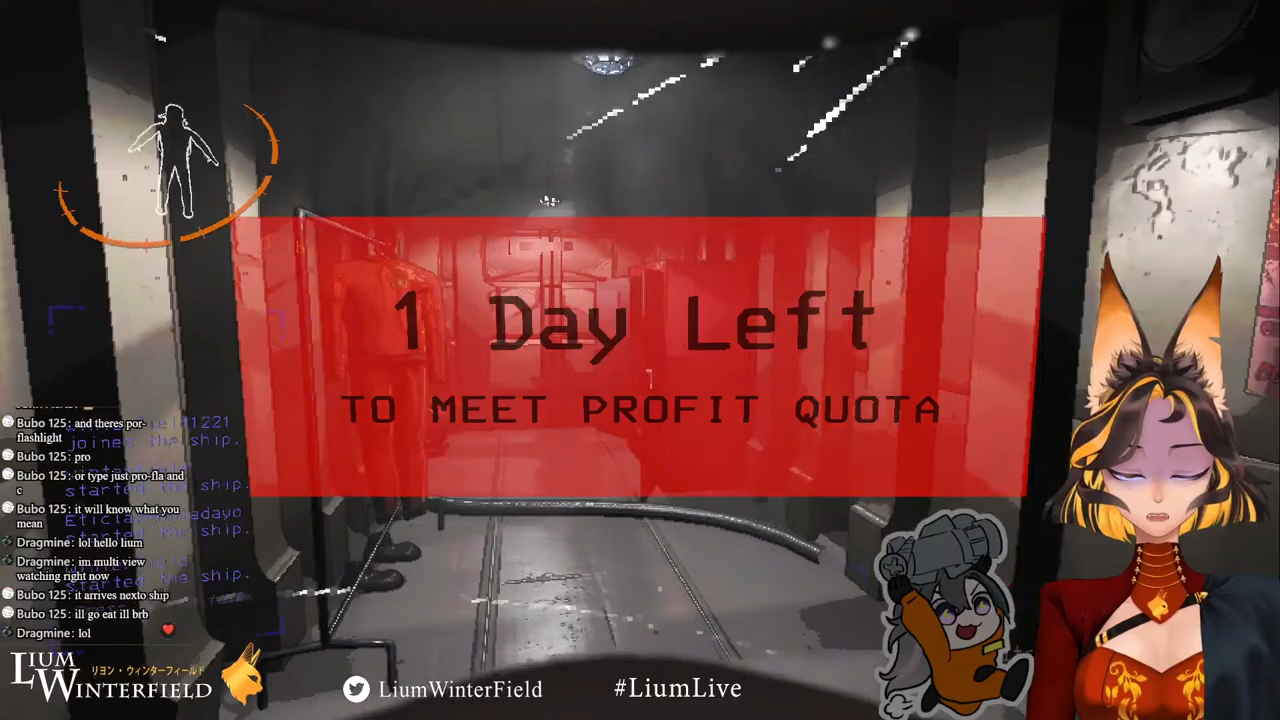 1 Day Left
TO MEET PROFIT QUOTA
Bubo 125: and theres por-
flashlight
joined the ship.
Bubo 125: pro
Bubo 125: or type just pro-fla and
c
started the ship.
Bubo 125: it will know what you
mean
started the ship.
Dragmine: lol hello lium
Dragmine: im multi view
watching right now
started the ship.
Bubo 125: it arrives nexto ship
Bubo 125: ill go eat ill brb
Dragmine: lol
LIUM
WINTERFIELD
リヨン・ウィンターフィールド
LiumWinterField
#LiumLive